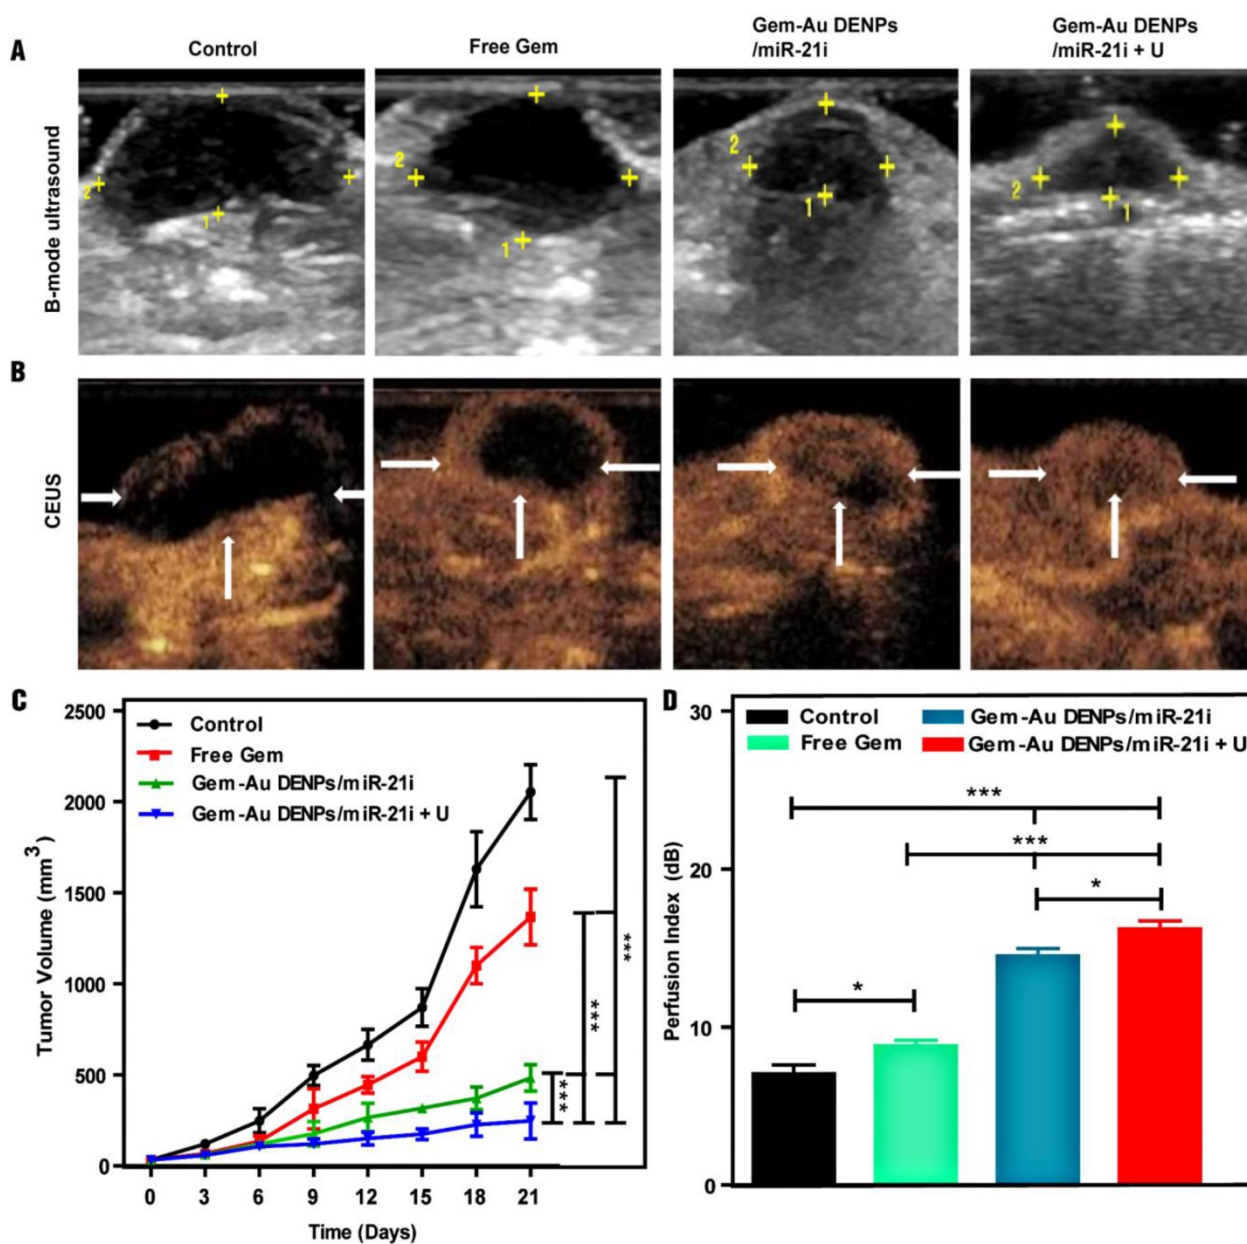 A
Control
Free Gem
Gem-Au DENPs
/miR-21i
Gem-Au DENPs
/miR-21i + U
B-mode ultrasound
2
1
2
1
2
1
2
1
B
CEUS
C
2500
2000
1500
1000
500
0
Tumor Volume (mm³)
Control
Free Gem
Gem-Au DENPs/miR-21i
Gem-Au DENPs/miR-21i + U
***
***
***
0 3 6 9 12 15 18 21
Time (Days)
D
30
20
10
0
Perfusion Index (dB)
Control
Gem-Au DENPs/miR-21i
Free Gem
Gem-Au DENPs/miR-21i + U
***
***
*
*